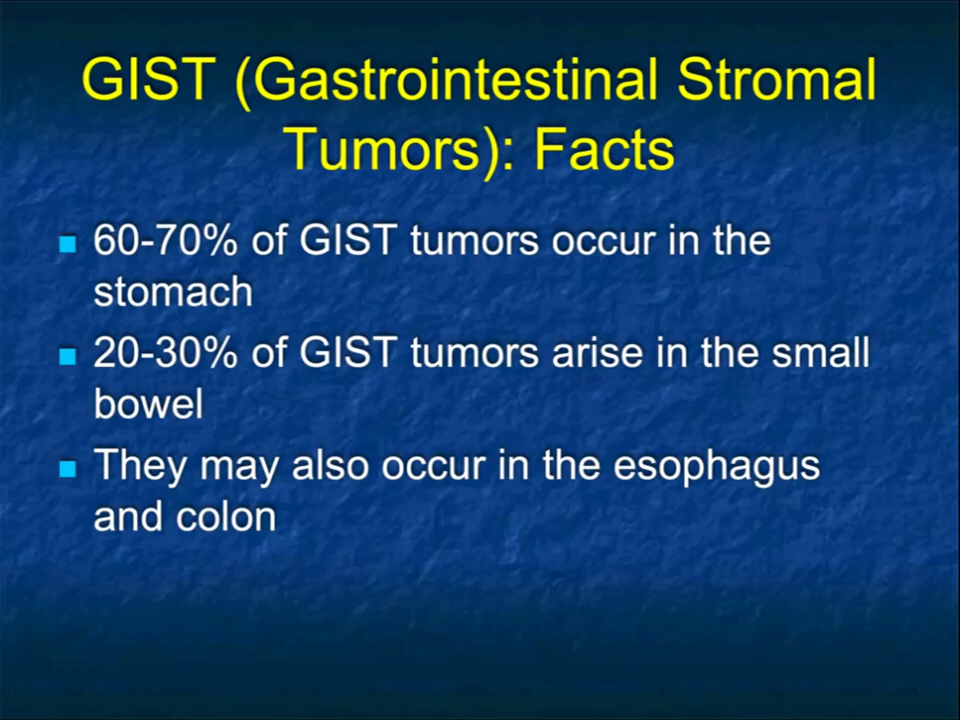 GIST (Gastrointestinal Stromal
Tumors): Facts
60-70% of GIST tumors occur in the
stomach
20-30% of GIST tumors arise in the small
bowel
They may also occur in the esophagus
and colon